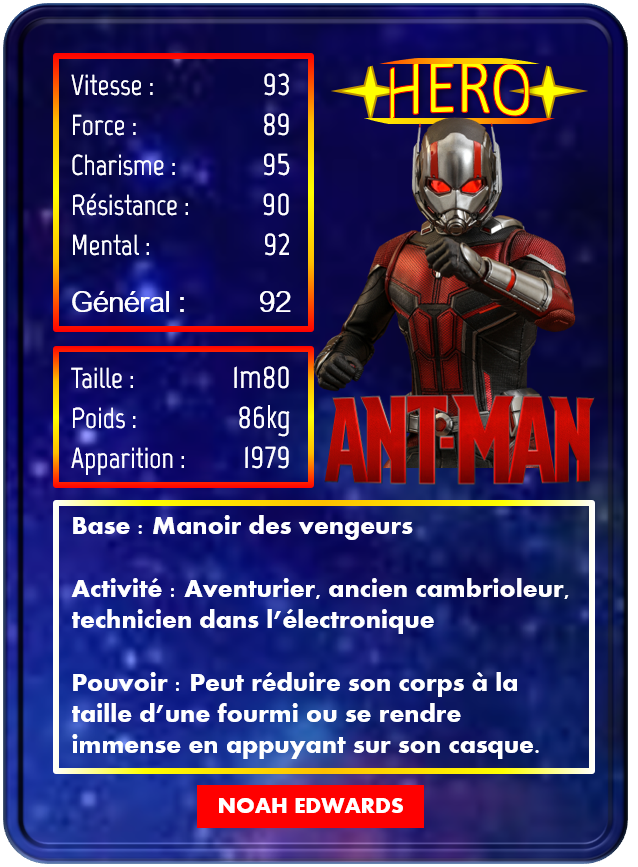 Vitesse : 93
Force : 89
Charisme : 95
Résistance : 90
Mental : 92
Général : 92
HERO
Taille : 1m80
Poids : 86kg
Apparition : 1979
ANT-MAN
Base : Manoir des vengeurs
Activité : Aventurier, ancien cambrioleur,
technicien dans l’électronique
Pouvoir : Peut réduire son corps à la
taille d’une fourmi ou se rendre
immense en appuyant sur son casque.
NOAH EDWARDS